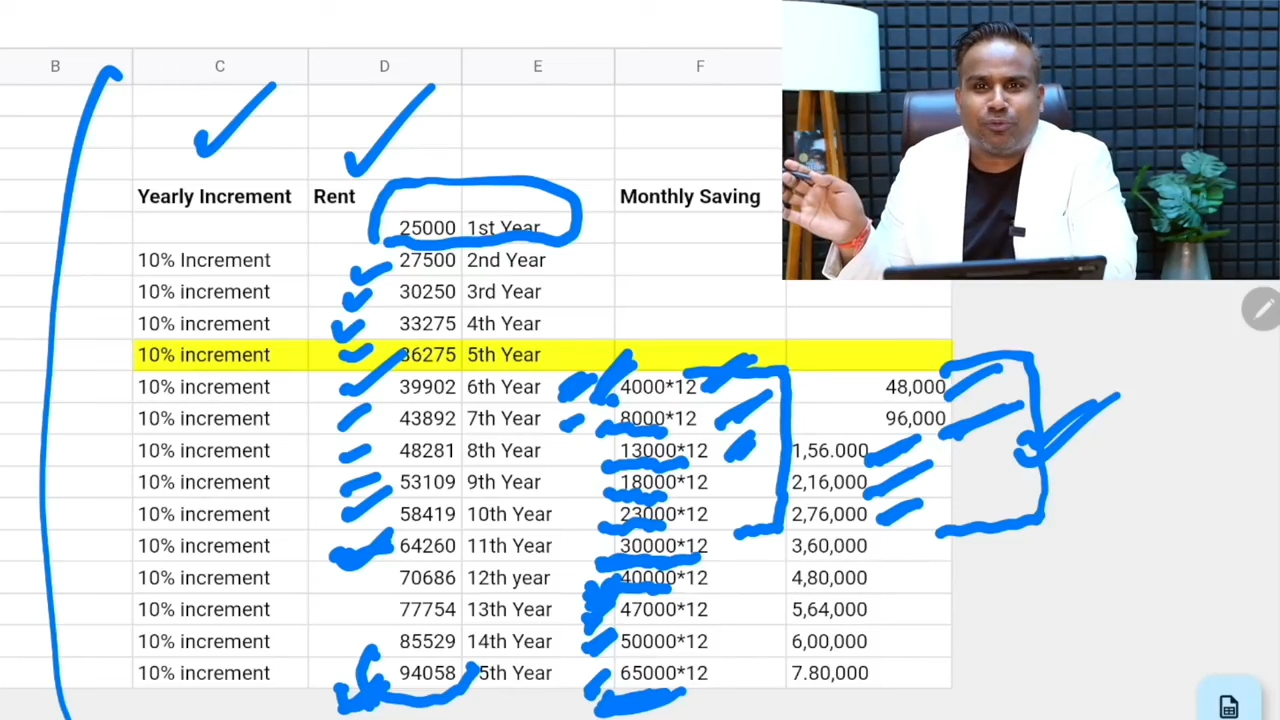 B C D E F
Yearly Increment Rent Monthly Saving
25000 1st Year
10% Increment 27500 2nd Year
10% increment 30250 3rd Year
10% increment 33275 4th Year
10% increment 36275 5th Year
10% increment 39902 6th Year 4000*12 48,000
10% increment 43892 7th Year 8000*12 96,000
10% increment 48281 8th Year 13000*12 1,56.000
10% increment 53109 9th Year 18000*12 2,16,000
10% increment 58419 10th Year 23000*12 2,76,000
10% increment 64260 11th Year 30000*12 3,60,000
10% increment 70686 12th year 40000*12 4,80,000
10% increment 77754 13th Year 47000*12 5,64,000
10% increment 85529 14th Year 50000*12 6,00,000
10% increment 94058 15th Year 65000*12 7.80,000